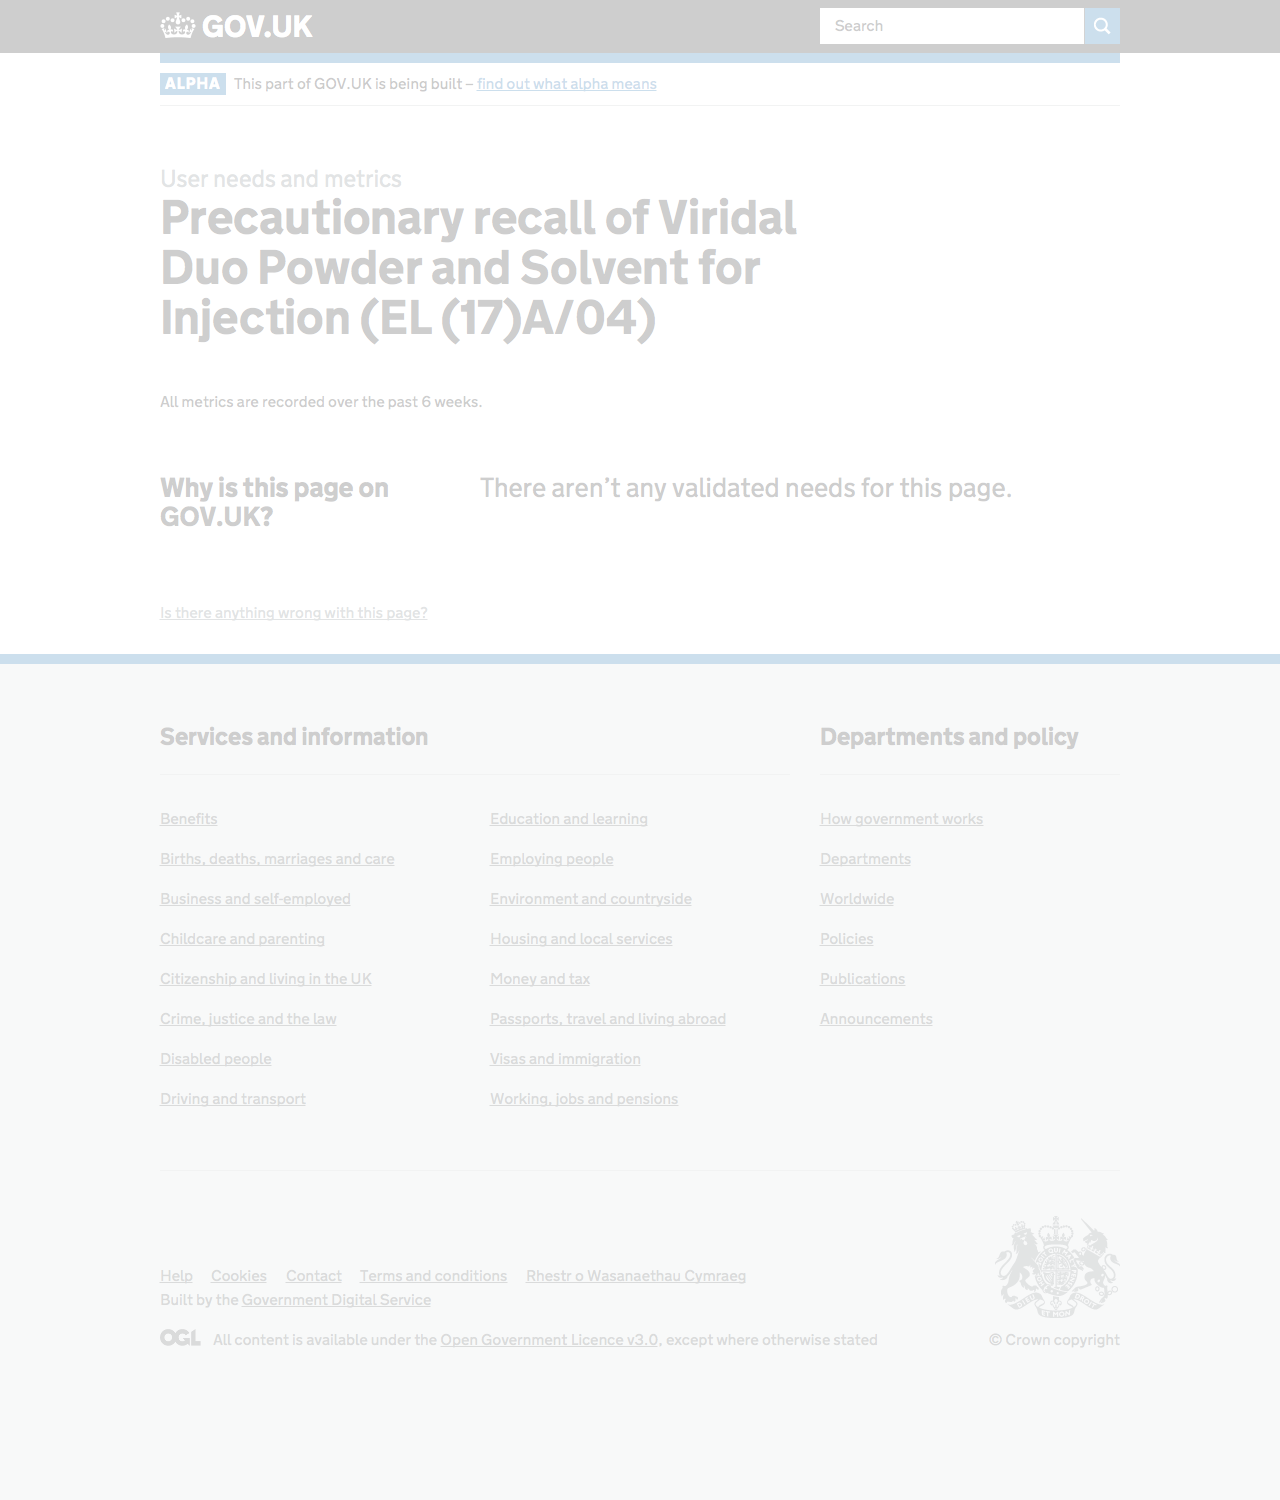 GOV.UK
Search
ALPHA This part of GOV.UK is being built – find out what alpha means
User needs and metrics
Precautionary recall of Viridal
Duo Powder and Solvent for
Injection (EL (17)A/04)
All metrics are recorded over the past 6 weeks.
Why is this page on
GOV.UK?
There aren’t any validated needs for this page.
Is there anything wrong with this page?
Services and information
Benefits
Births, deaths, marriages and care
Business and self-employed
Childcare and parenting
Citizenship and living in the UK
Crime, justice and the law
Disabled people
Driving and transport
Education and learning
Employing people
Environment and countryside
Housing and local services
Money and tax
Passports, travel and living abroad
Visas and immigration
Working, jobs and pensions
Departments and policy
How government works
Departments
Worldwide
Policies
Publications
Announcements
Help Cookies Contact Terms and conditions Rhestr o Wasanaethau Cymraeg
Built by the Government Digital Service
OGL All content is available under the Open Government Licence v3.0, except where otherwise stated
© Crown copyright